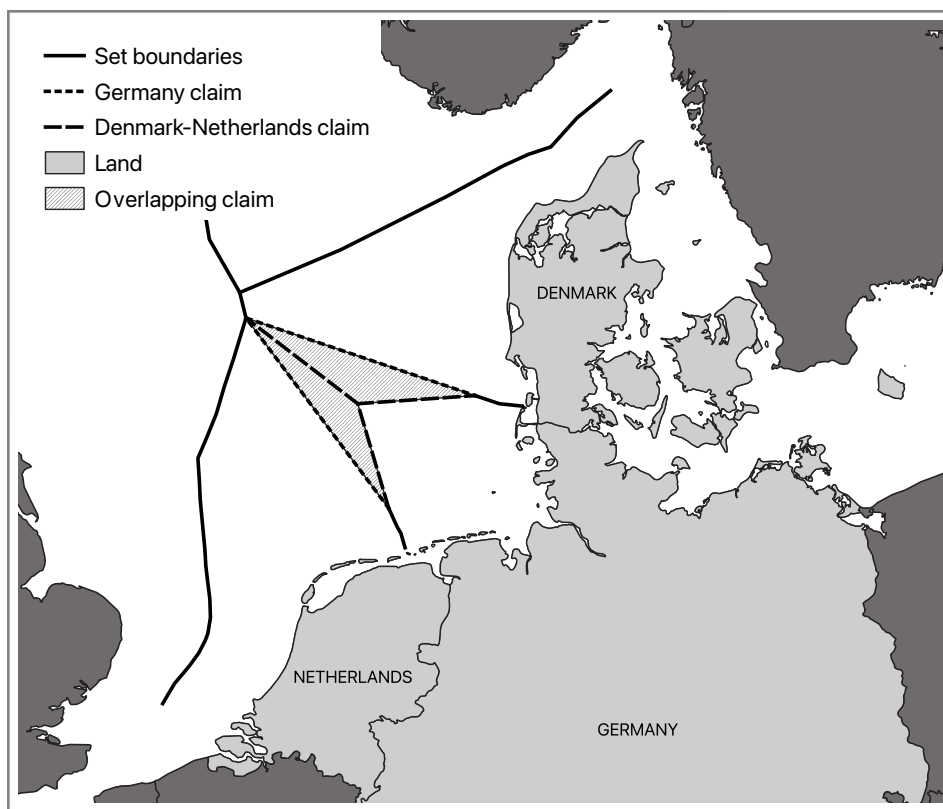 Set boundaries
Germany claim
Denmark–Netherlands claim
Land
Overlapping claim
DENMARK
NETHERLANDS
GERMANY